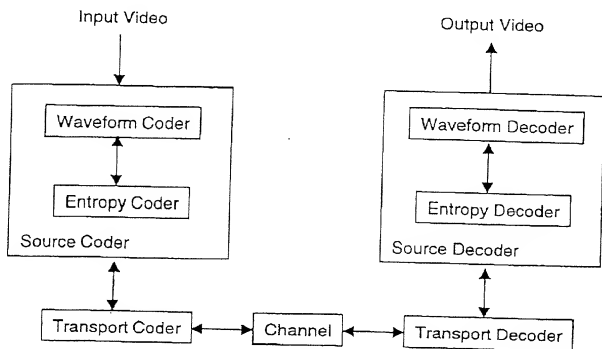 Input Video
Output Video
Waveform Coder
Waveform Decoder
Entropy Coder
Entropy Decoder
Source Coder
Source Decoder
Transport Coder
Channel
Transport Decoder